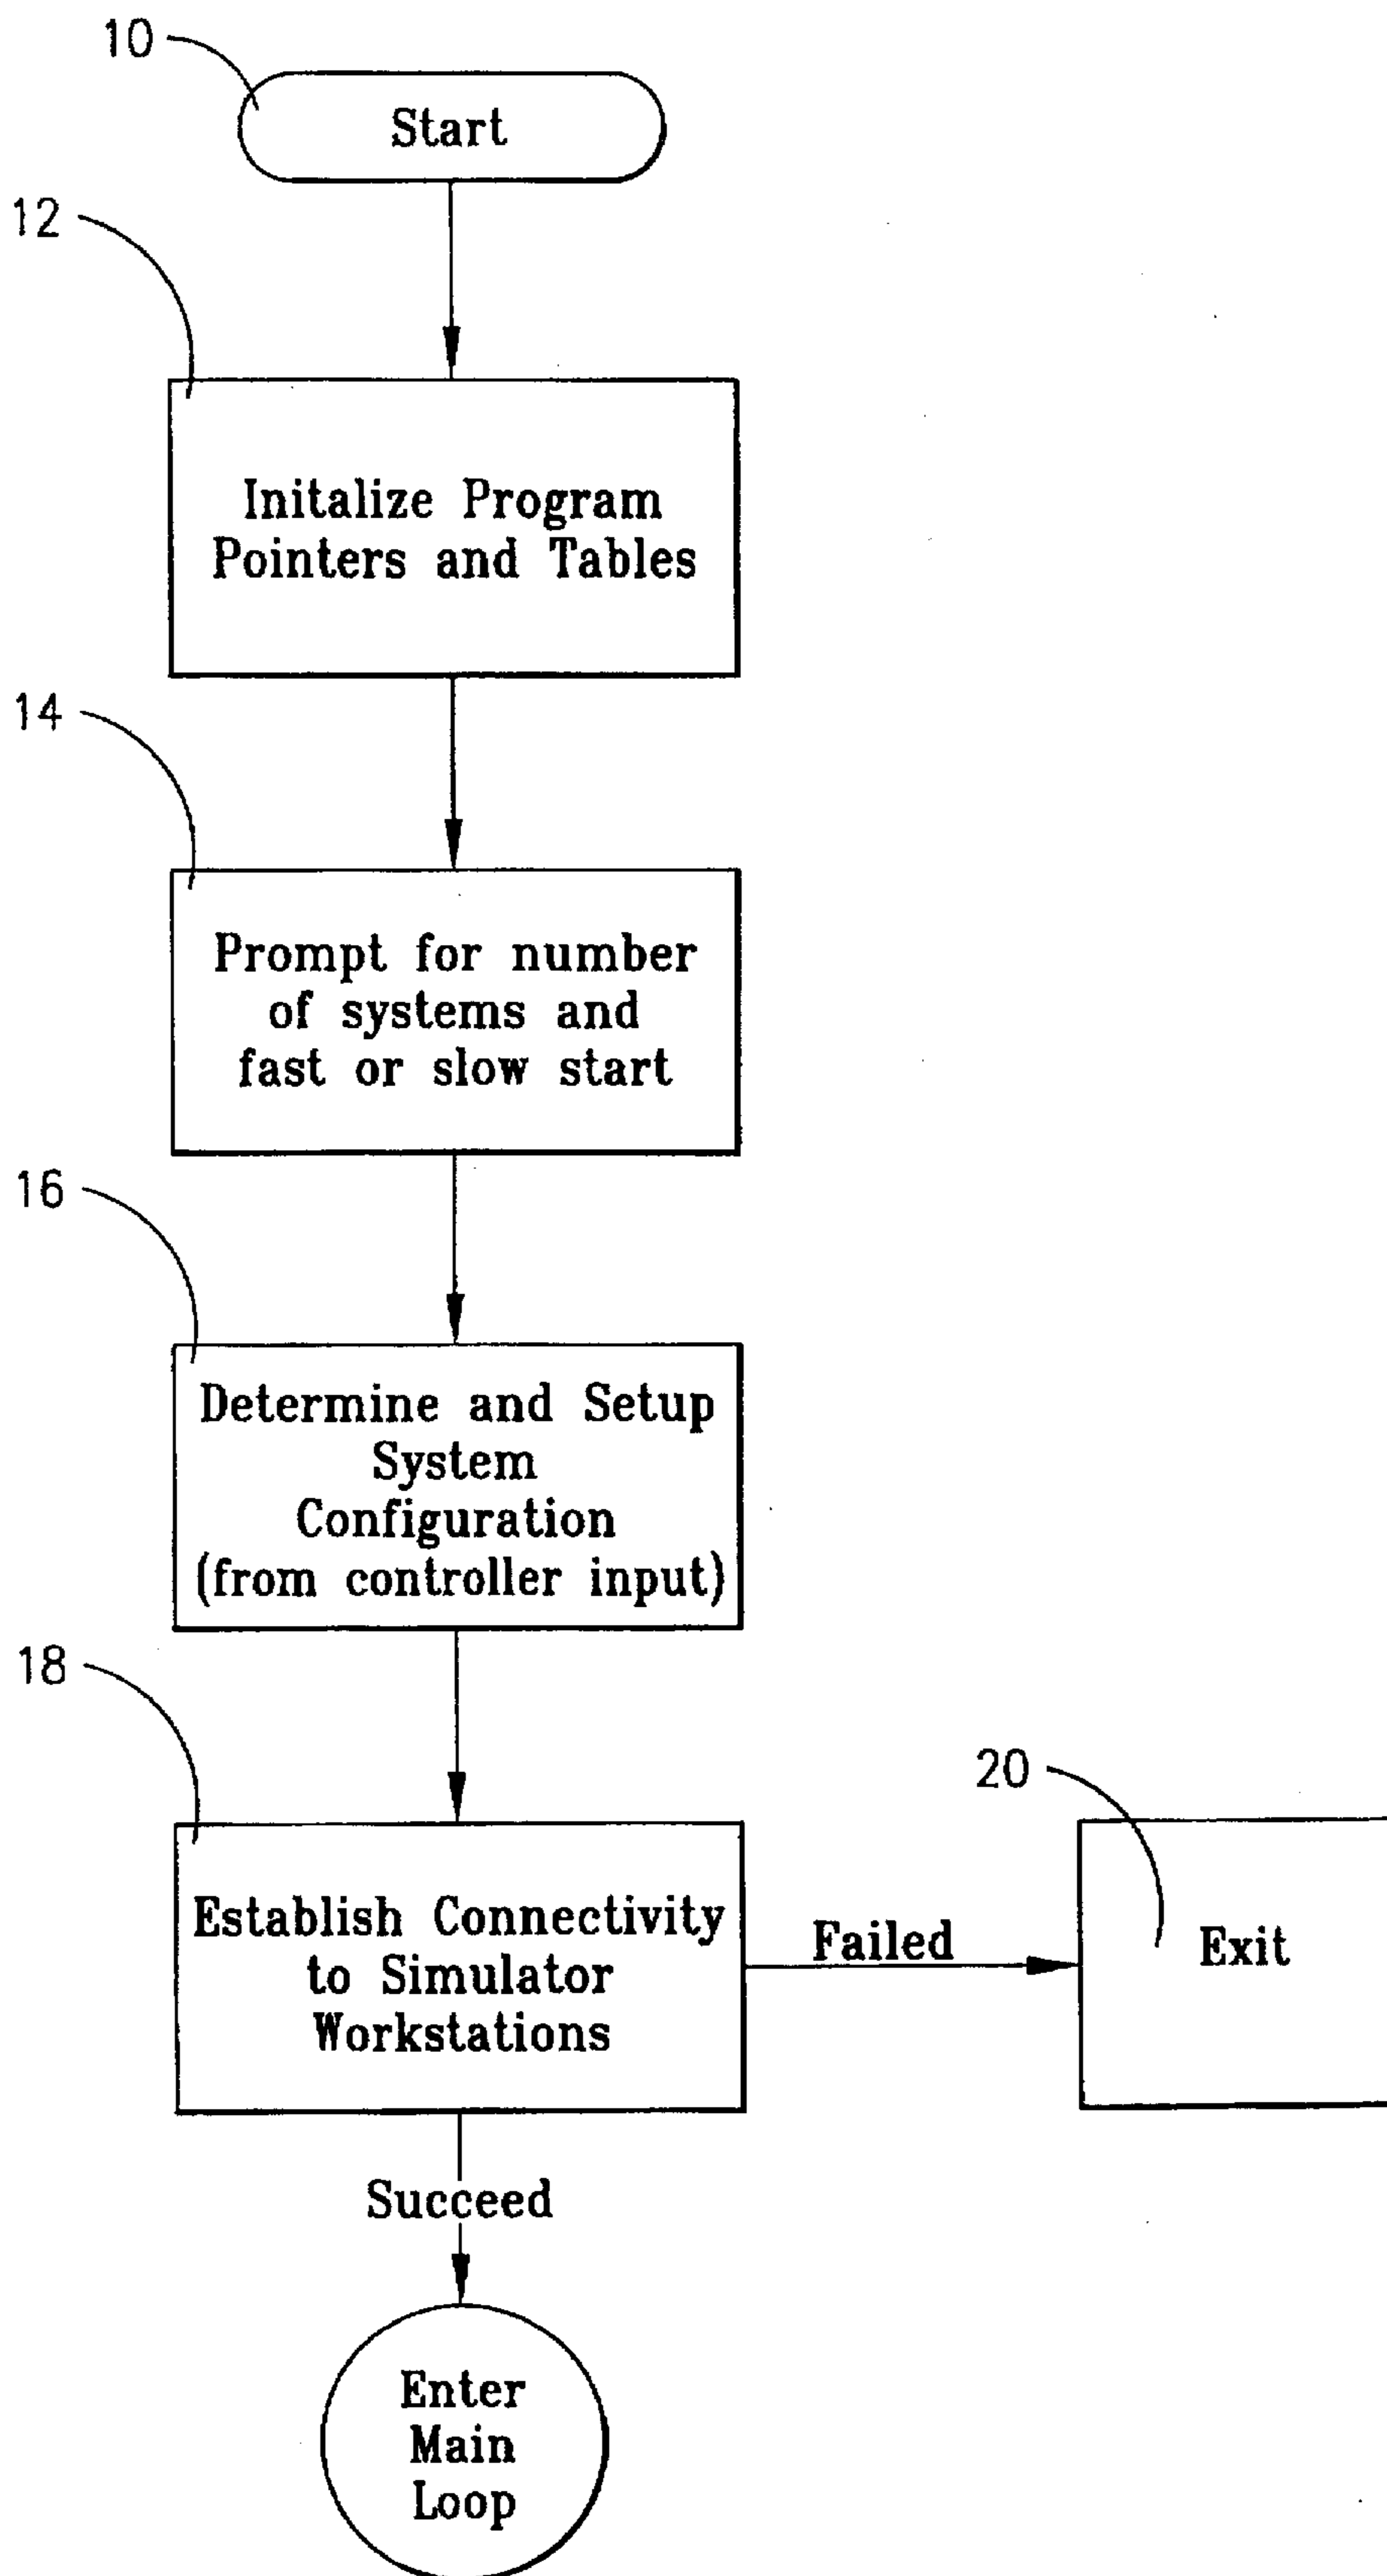 10
Start
12
Initalize Program
Pointers and Tables
14
Prompt for number
of systems and
fast or slow start
16
Determine and Setup
System
Configuration
(from controller input)
18
Establish Connectivity
to Simulator
Workstations
Failed
20
Exit
Succeed
Enter
Main
Loop